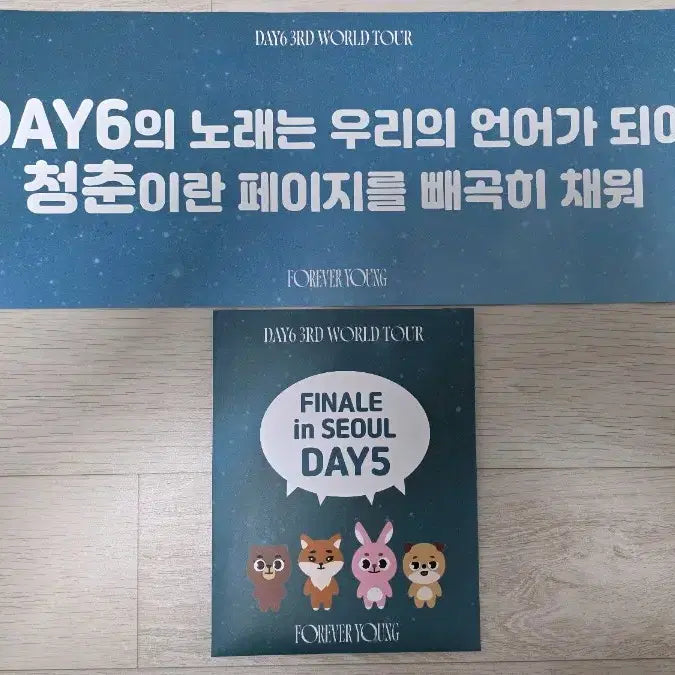 DAY6 3RD WORLD TOUR
DAY6의 노래는 우리의 언어가 되어
청춘이란 페이지를 빼곡히 채워
FOREVER YOUNG
DAY6 3RD WORLD TOUR
FINALE
in SEOUL
DAY5
FOREVER YOUNG